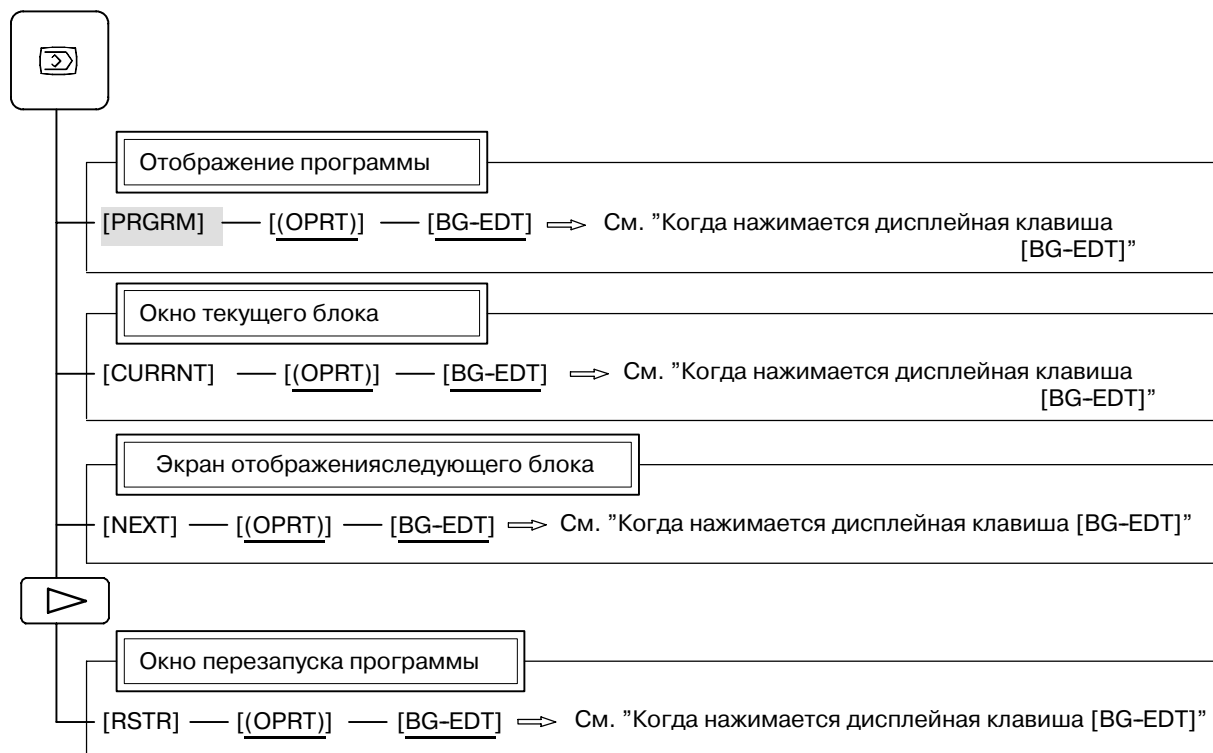 Отображение программы
[PRGRM] [(OPRT)] [BG-EDT] См. ”Когда нажимается дисплейная клавиша
[BG-EDT]”
Окно текущего блока
[CURRNT] [(OPRT)] [BG-EDT] См. ”Когда нажимается дисплейная клавиша
[BG-EDT]”
Экран отображенияследующего блока
[NEXT] [(OPRT)] [BG-EDT] См. ”Когда нажимается дисплейная клавиша [BG-EDT]”
Окно перезапуска программы
[RSTR] [(OPRT)] [BG-EDT] См. ”Когда нажимается дисплейная клавиша [BG-EDT]”